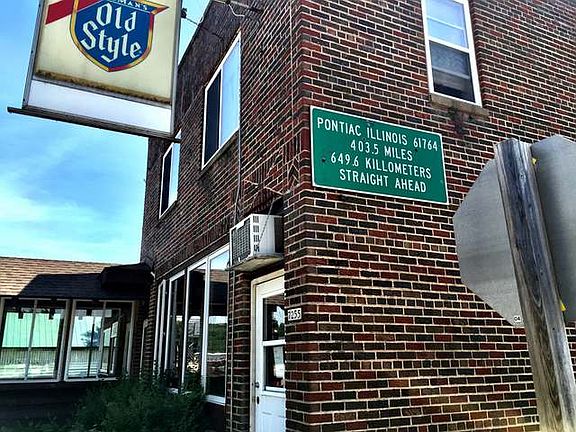 Old
Style
PONTIAC ILLINOIS 61764
403.5 MILES
649.6 KILLOMETERS
STRAIGHT AHEAD